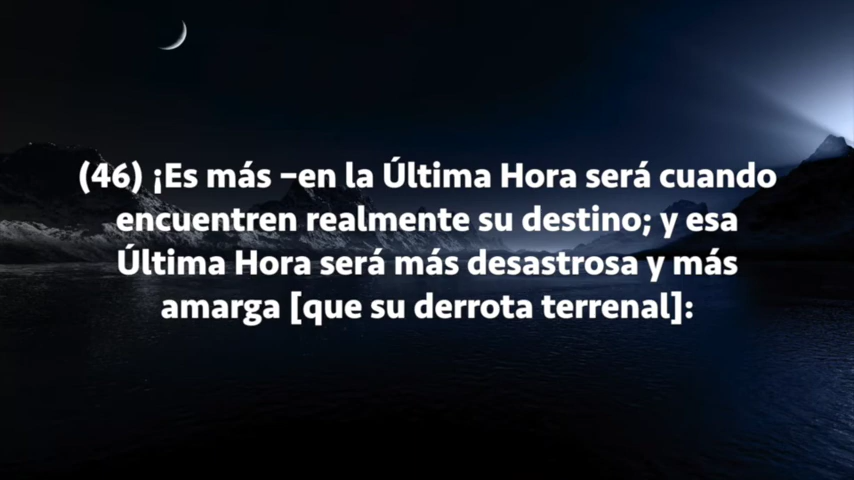 (46) ¡Es más –en la Última Hora será cuando
encuentren realmente su destino; y esa
Última Hora será más desastrosa y más
amarga [que su derrota terrenal]: